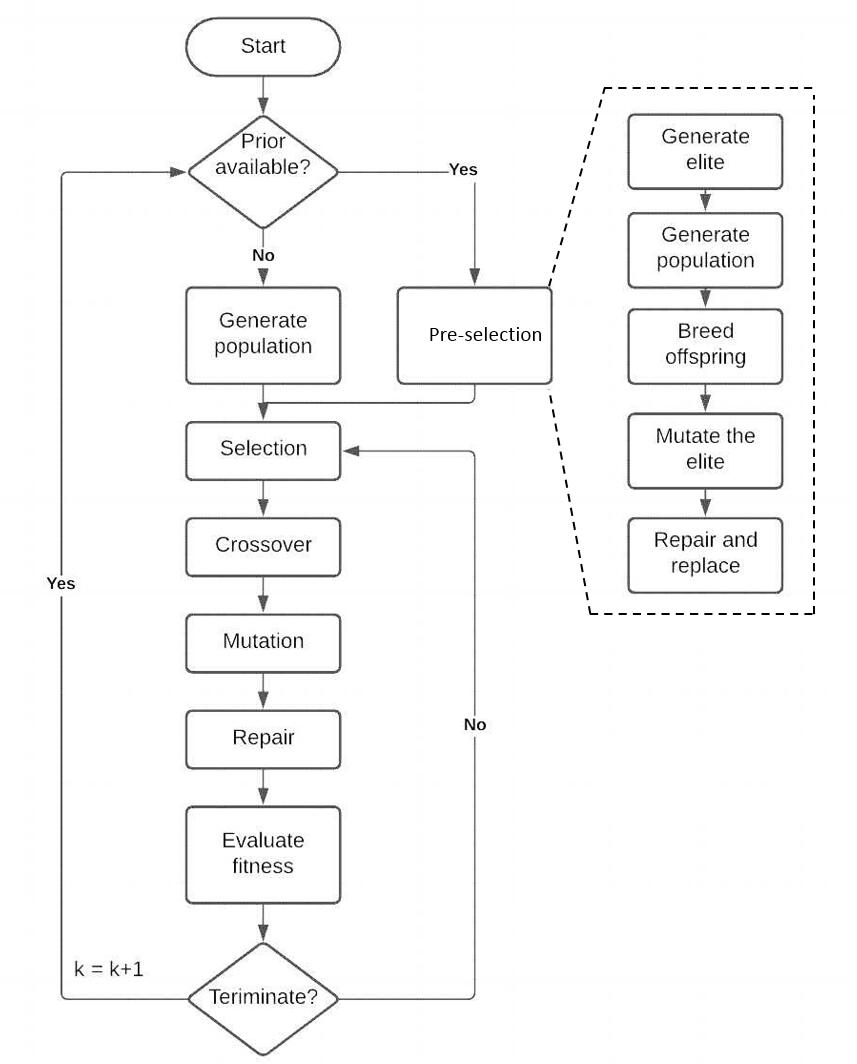 Start
Prior
available?
Yes
No
Generate
population
Pre-selection
Selection
Crossover
Mutation
Repair
Evaluate
fitness
Teriminate?
Yes
No
k = k+1
Generate
elite
Generate
population
Breed
offspring
Mutate the
elite
Repair and
replace